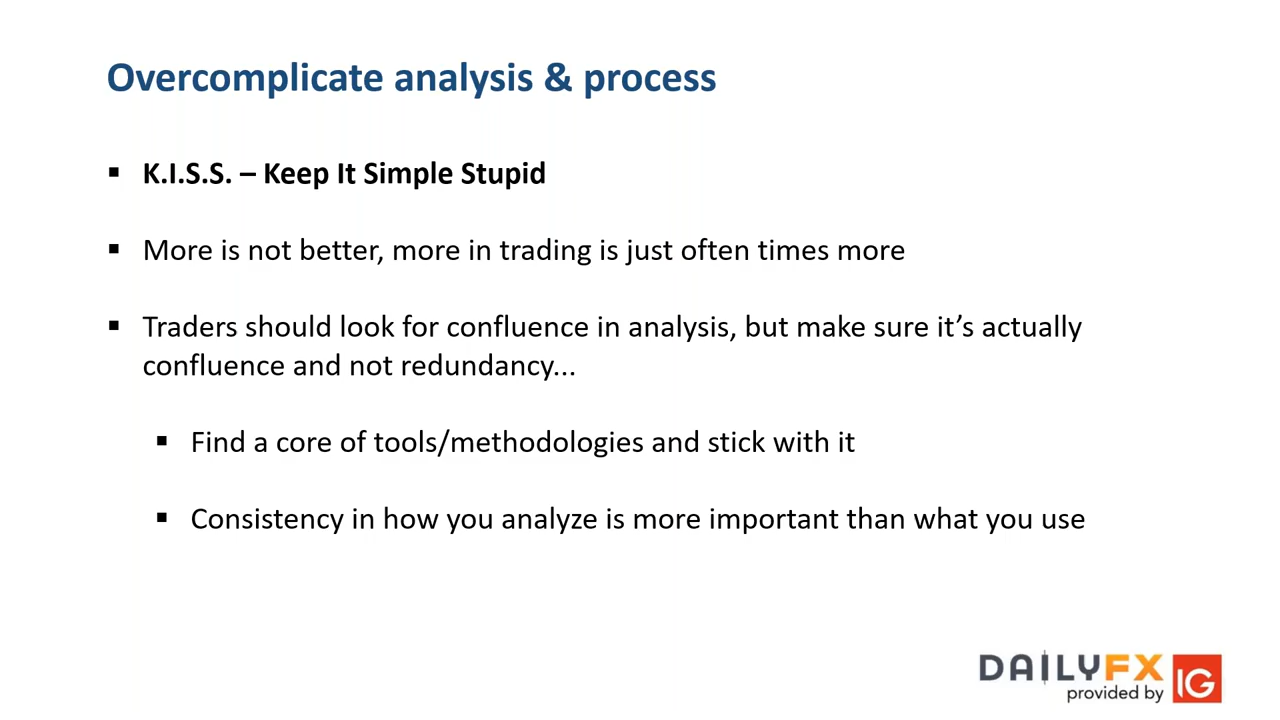 Overcomplicate analysis & process
▪ K.I.S.S. – Keep It Simple Stupid
▪ More is not better, more in trading is just often times more
▪ Traders should look for confluence in analysis, but make sure it’s actually
confluence and not redundancy...
▪ Find a core of tools/methodologies and stick with it
▪ Consistency in how you analyze is more important than what you use
DAILYFX
provided by IG